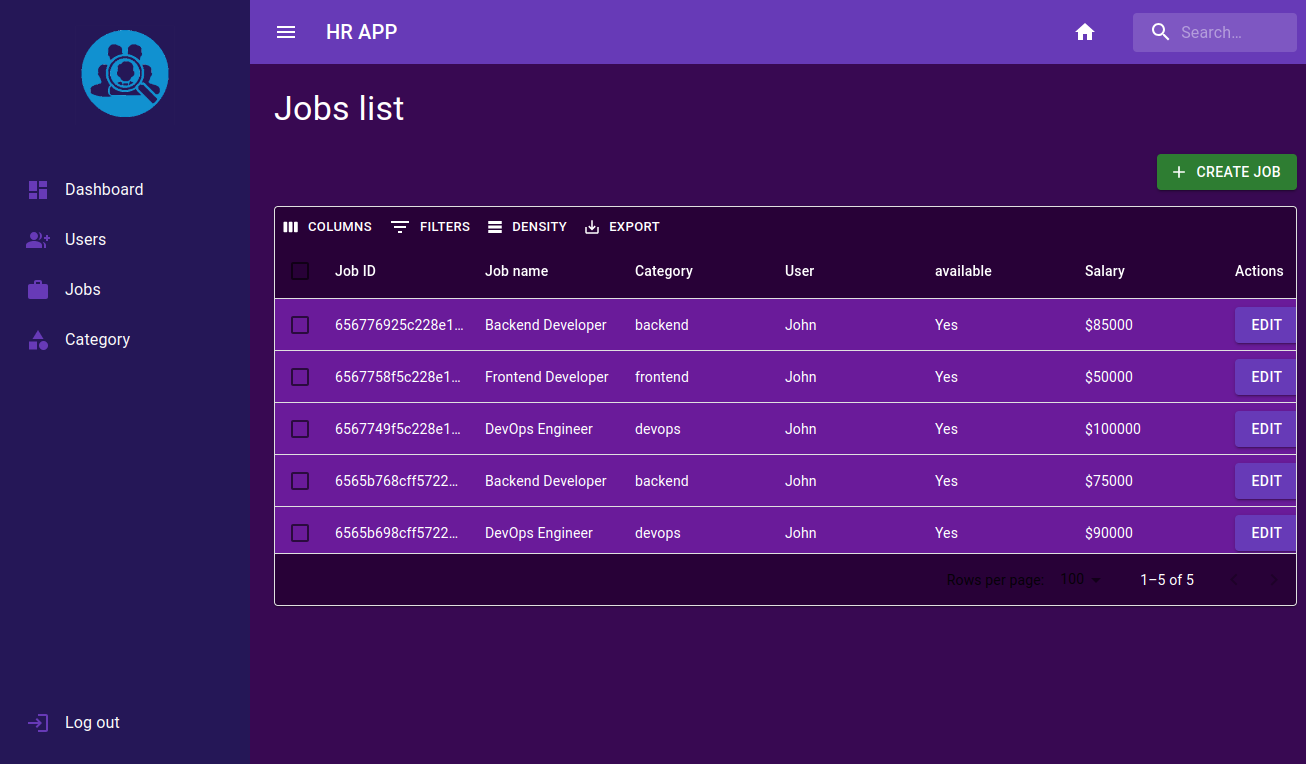 HR APP
Search…
Dashboard
Users
Jobs
Category
Log out
Jobs list
CREATE JOB
COLUMNS FILTERS DENSITY EXPORT
Job ID Job name Category User available Salary Actions
656776925c228e1… Backend Developer backend John Yes $85000 EDIT
6567758f5c228e1… Frontend Developer frontend John Yes $50000 EDIT
6567749f5c228e1… DevOps Engineer devops John Yes $100000 EDIT
6565b768cff5722… Backend Developer backend John Yes $75000 EDIT
6565b698cff5722… DevOps Engineer devops John Yes $90000 EDIT
Rows per page: 100 1–5 of 5